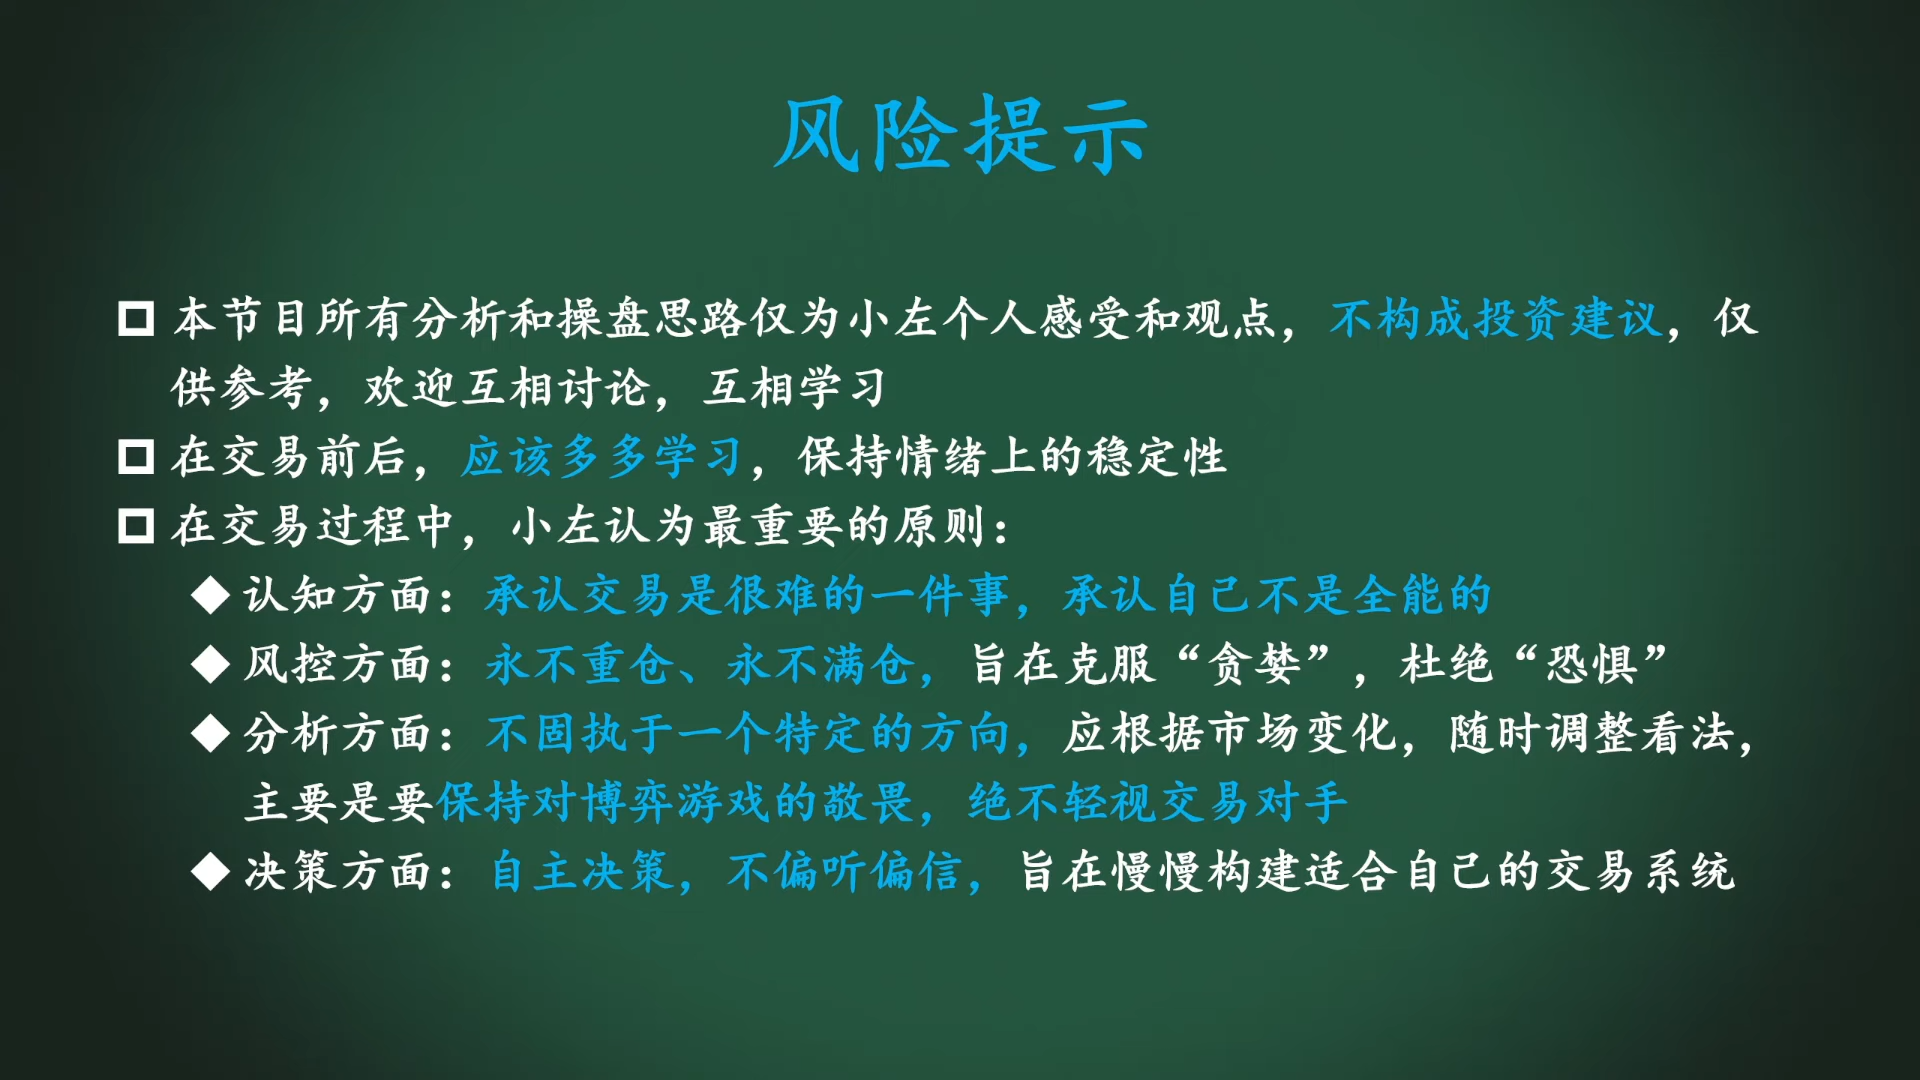 风险提示
本节目所有分析和操盘思路仅为小左个人感受和观点，不构成投资建议，仅
供参考，欢迎互相讨论，互相学习
在交易前后，应该多多学习，保持情绪上的稳定性
在交易过程中，小左认为最重要的原则：
认知方面：承认交易是很难的一件事，承认自己不是全能的
风控方面：永不重仓、永不满仓，旨在克服“贪婪”，杜绝“恐惧”
分析方面：不固执于一个特定的方向，应根据市场变化，随时调整看法，
主要是要保持对博弈游戏的敬畏，绝不轻视交易对手
决策方面：自主决策，不偏听偏信，旨在慢慢构建适合自己的交易系统